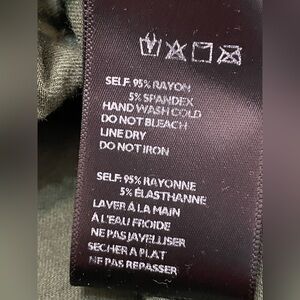 SELF: 95% RAYON
5% SPANDEX
HAND WASH COLD
DO NOT BLEACH
LINE DRY
DO NOT IRON
SELF: 95% RAYONNE
5% ÉLASTHANNE
LAVER À LA MAIN
À L'EAU FROIDE
NE PAS JAVELLISER
SECHER A PLAT
NE PAS REPASSER